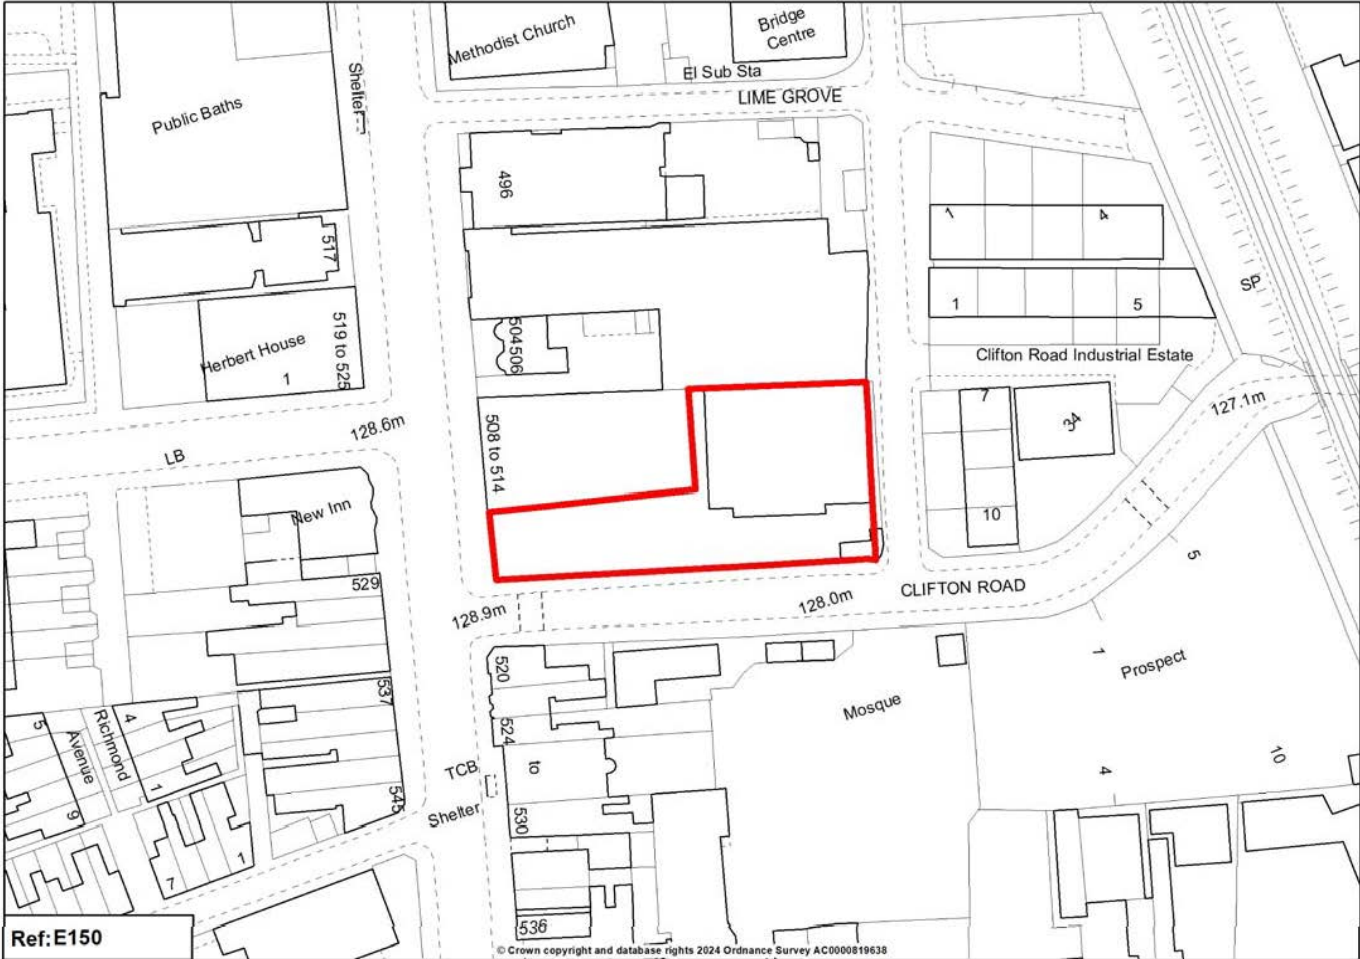 Methodist Church
Bridge
Centre
El Sub Sta
LIME GROVE
Shelter
Public Baths
496
1
4
517
1
5
SP
504
506
519 to 525
Herbert House
1
Clifton Road Industrial Estate
7
34
127.1m
508 to 514
128.6m
LB
New Inn
10
5
529
128.9m
128.0m
CLIFTON ROAD
520
1
Prospect
537
524
Mosque
4
Richmond
Avenue
5
to
TCB
4
10
1
545
9
Shelter
530
1
7
536
Ref:E150
© Crown copyright and database rights 2024 Ordnance Survey AC0000819638